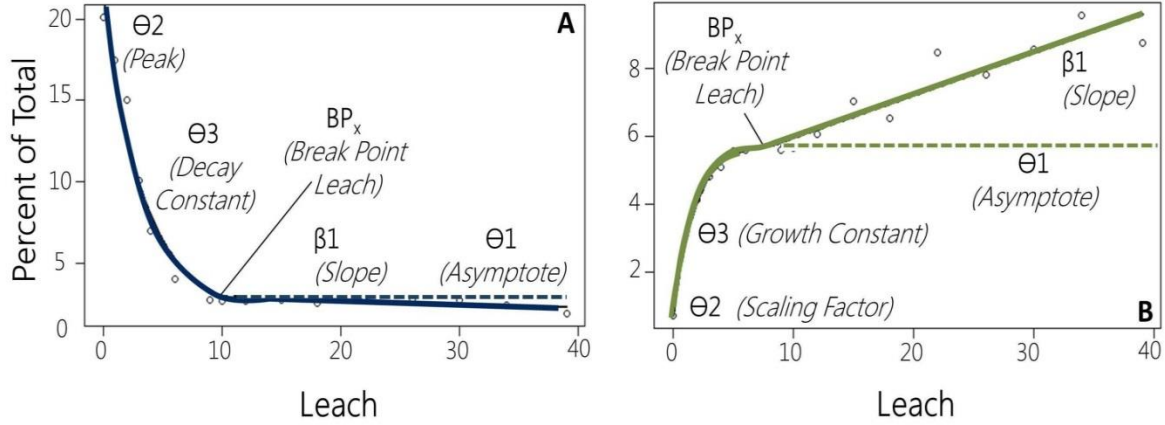 Percent of Total
20
15
10
5
0
0
10
20
30
40
Leach
ϴ2
(Peak)
A
ϴ3
(Decay
Constant)
BPx
(Break Point
Leach)
β1
(Slope)
ϴ1
(Asymptote)
8
6
4
2
0
10
20
30
40
Leach
BPx
(Break Point
Leach)
β1
(Slope)
ϴ1
(Asymptote)
ϴ3 (Growth Constant)
ϴ2 (Scaling Factor)
B